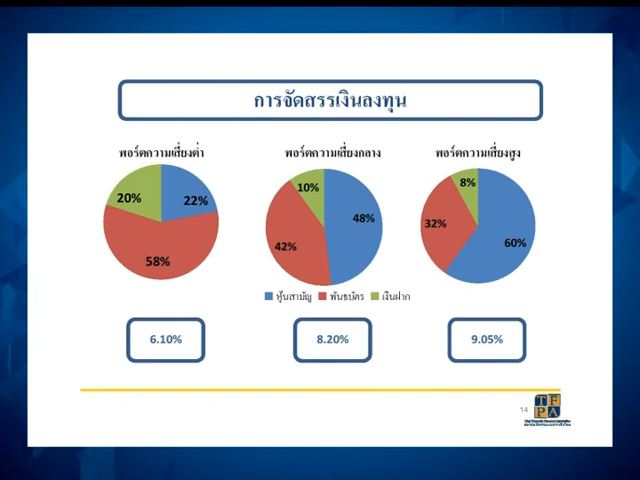 การจัดสรรเงินลงทุน
พอร์ตความเสี่ยงต่ำ
พอร์ตความเสี่ยงกลาง
พอร์ตความเสี่ยงสูง
20%
22%
58%
10%
48%
42%
8%
32%
60%
หุ้นสามัญ พันธบัตร เงินฝาก
6.10%
8.20%
9.05%
14
TF
PA